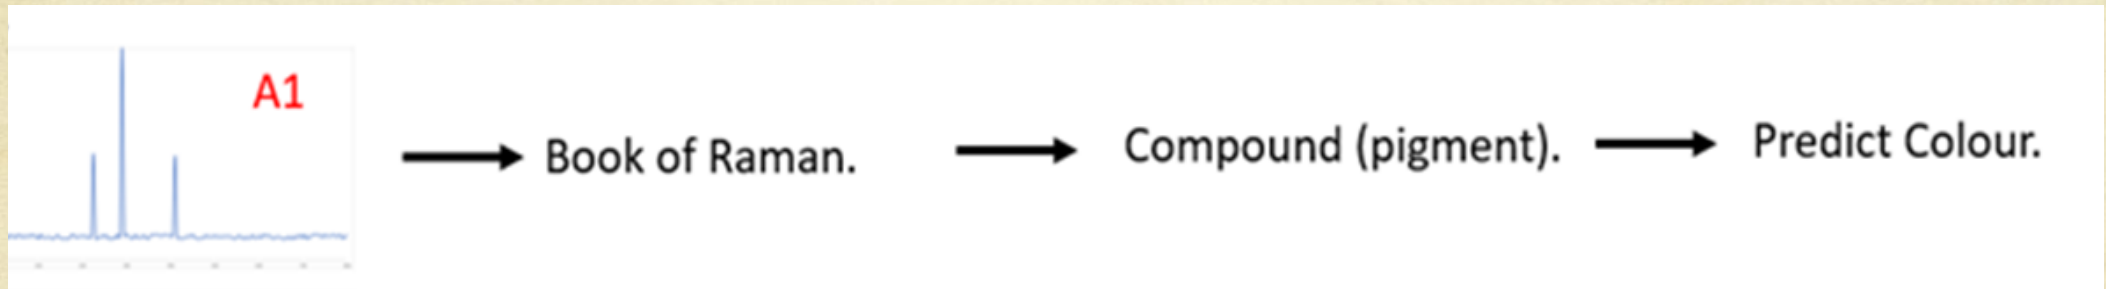 A1
Book of Raman.
Compound (pigment).
Predict Colour.